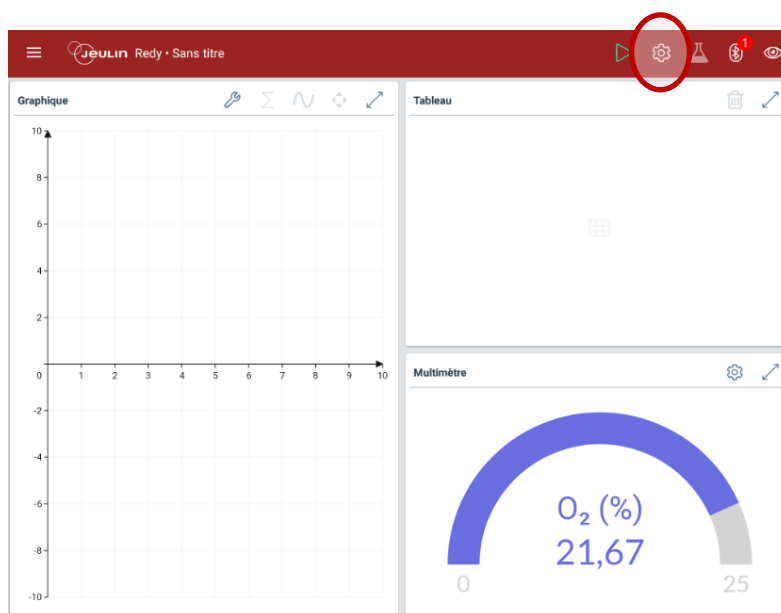 Jeulin Redy • Sans titre
1
Graphique
10
8
6
4
2
0 1 2 3 4 5 6 7 8 9 10
-2
-4
-6
-8
-10
Tableau
Multimètre
O₂ (%)
21,67
0 25